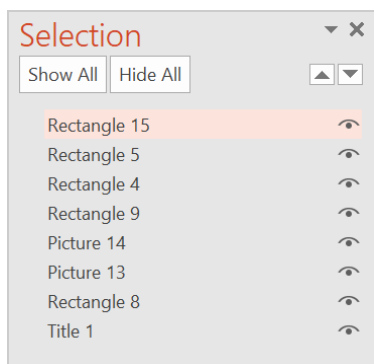 Selection
Show All Hide All
Rectangle 15
Rectangle 5
Rectangle 4
Rectangle 9
Picture 14
Picture 13
Rectangle 8
Title 1